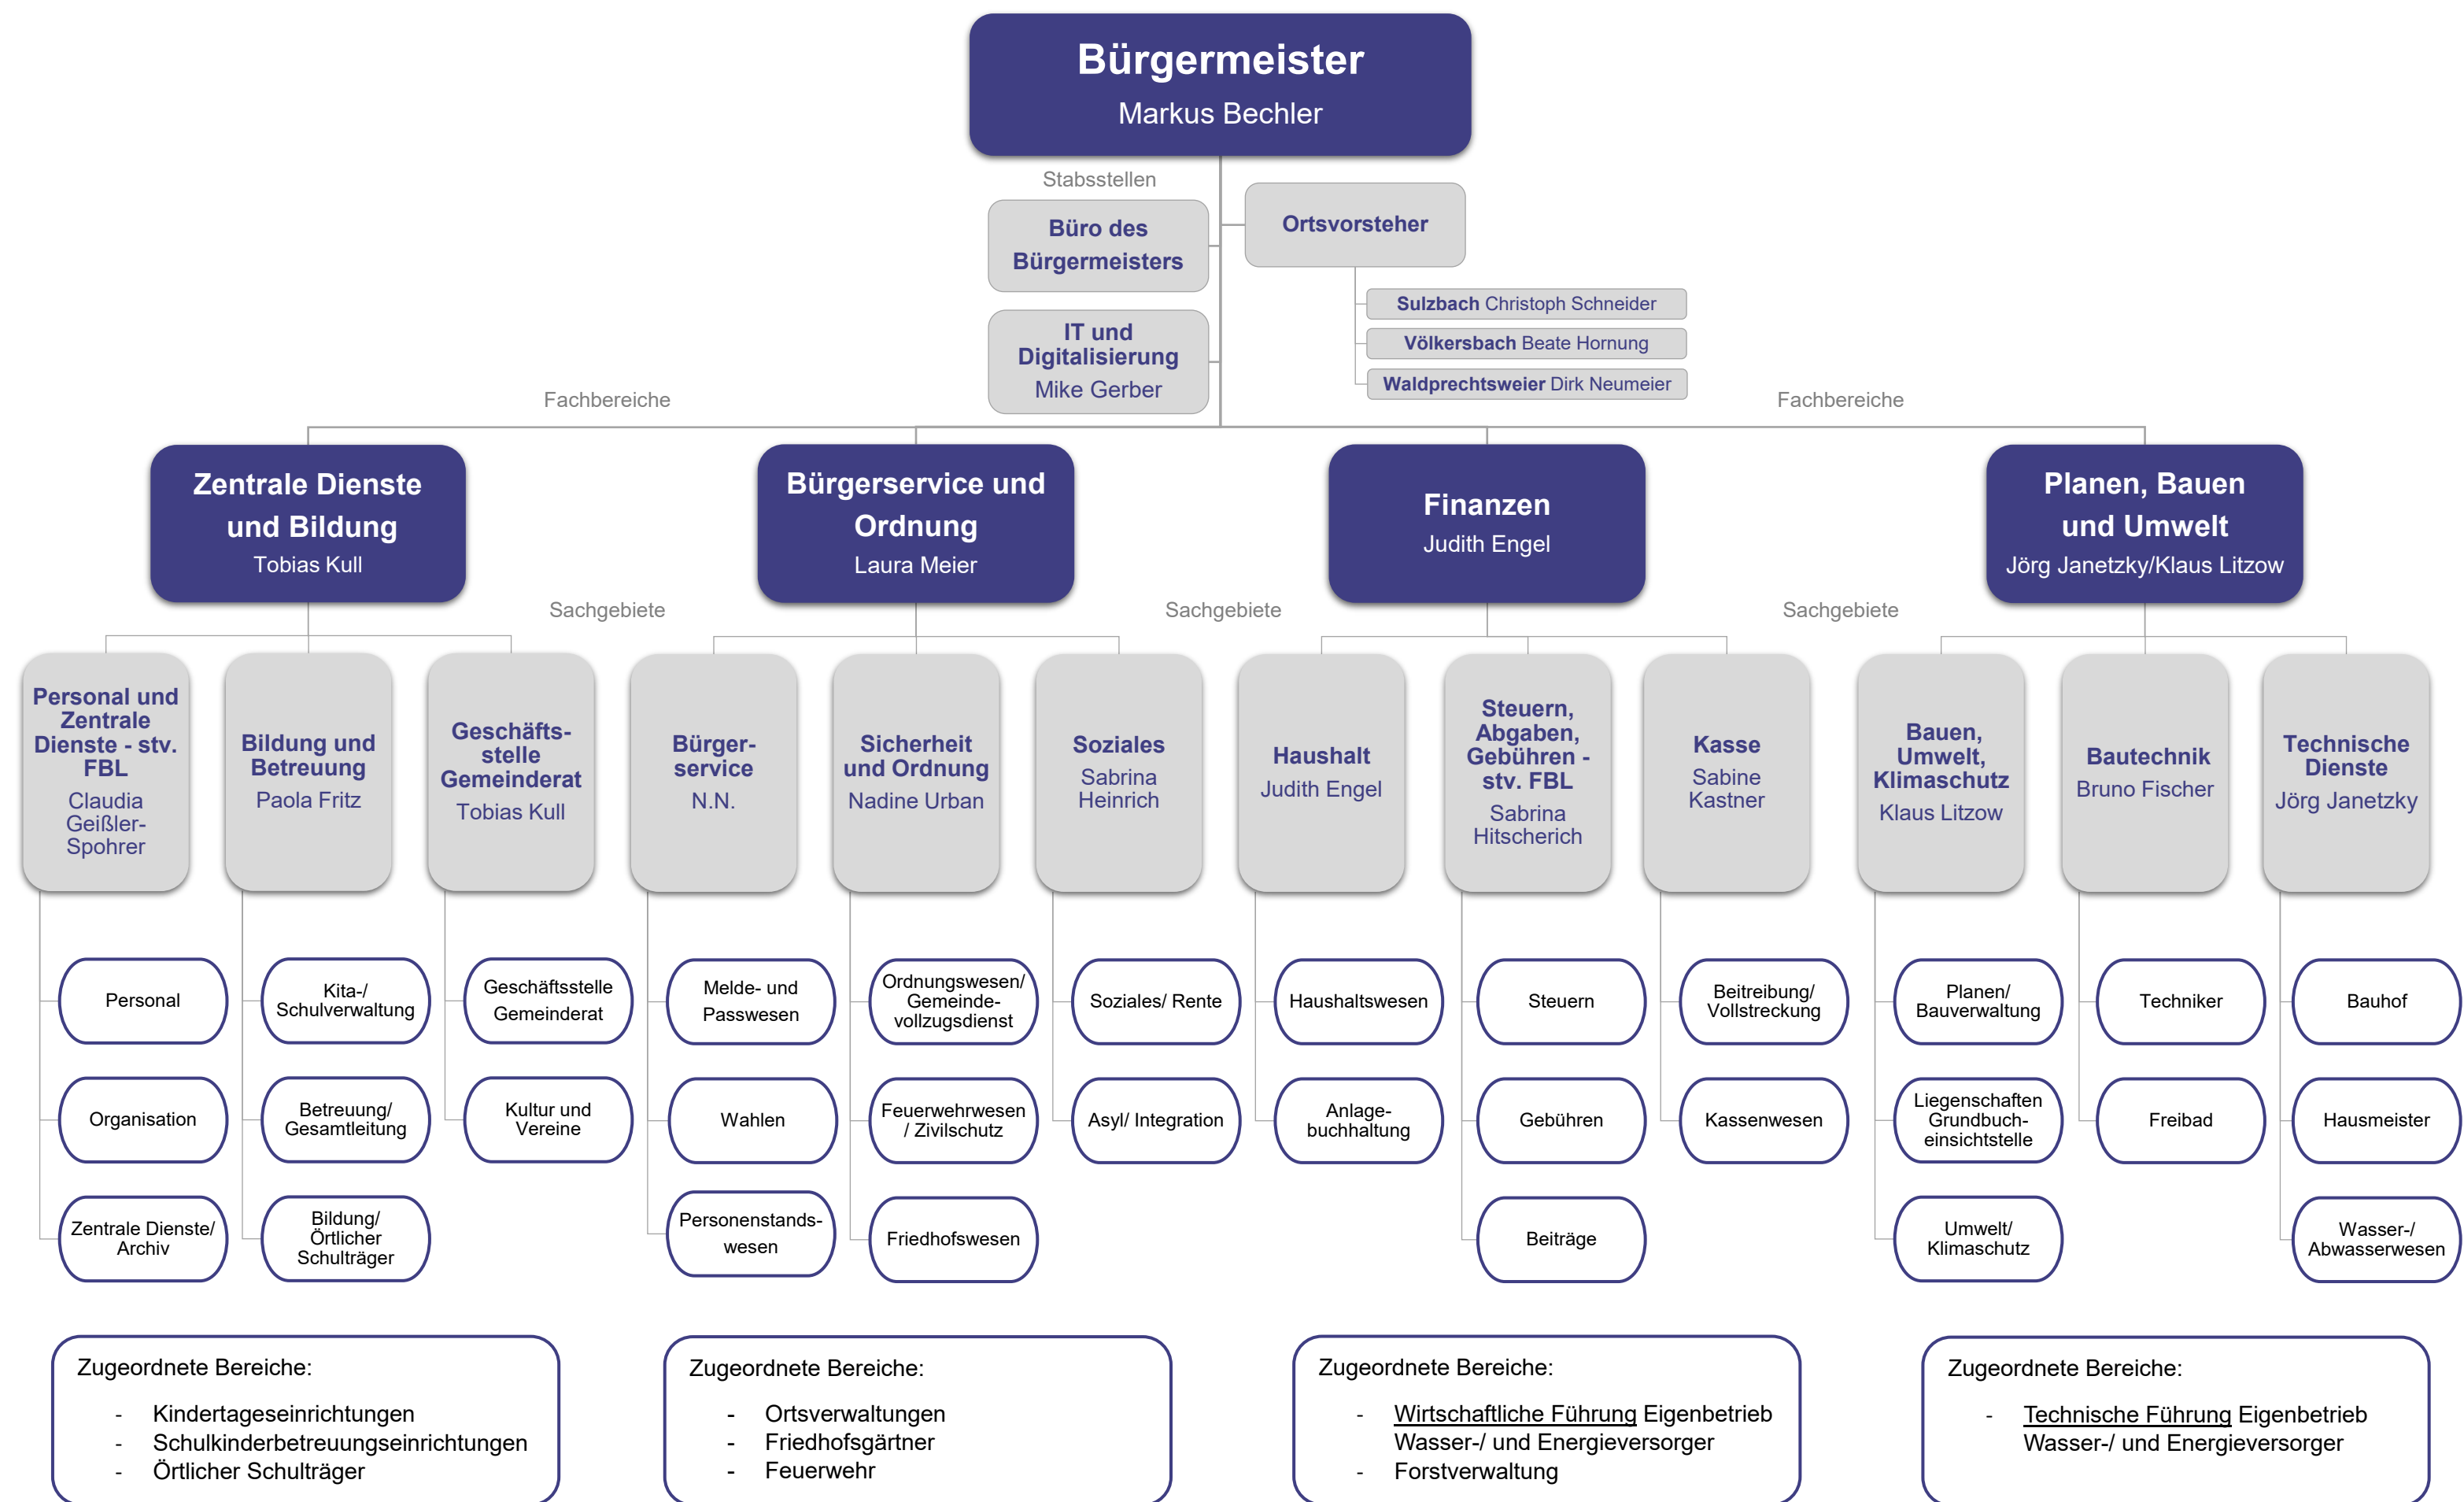 Bürgermeister
Markus Bechler
Stabsstellen
Büro des
Bürgermeisters
Ortsvorsteher
Sulzbach Christoph Schneider
Völkersbach Beate Hornung
Waldprechtsweier Dirk Neumeier
IT und
Digitalisierung
Mike Gerber
Fachbereiche
Fachbereiche
Zentrale Dienste
und Bildung
Tobias Kull
Bürgerservice und
Ordnung
Laura Meier
Finanzen
Judith Engel
Planen, Bauen
und Umwelt
Jörg Janetzky/Klaus Litzow
Sachgebiete
Sachgebiete
Sachgebiete
Personal und
Zentrale
Dienste - stv.
FBL
Claudia
Geißler-
Spohrer
Bildung und
Betreuung
Paola Fritz
Geschäfts-
stelle
Gemeinderat
Tobias Kull
Bürger-
service
N.N.
Sicherheit
und Ordnung
Nadine Urban
Soziales
Sabrina
Heinrich
Haushalt
Judith Engel
Steuern,
Abgaben,
Gebühren -
stv. FBL
Sabrina
Hitscherich
Kasse
Sabine
Kastner
Bauen,
Umwelt,
Klimaschutz
Klaus Litzow
Bautechnik
Bruno Fischer
Technische
Dienste
Jörg Janetzky
Personal
Kita-/
Schulverwaltung
Geschäftsstelle
Gemeinderat
Melde- und
Passwesen
Ordnungswesen/
Gemeinde-
vollzugsdienst
Soziales/ Rente
Haushaltswesen
Steuern
Beitreibung/
Vollstreckung
Planen/
Bauverwaltung
Techniker
Bauhof
Organisation
Betreuung/
Gesamtleitung
Kultur und
Vereine
Wahlen
Feuerwehrwesen
/ Zivilschutz
Asyl/ Integration
Anlage-
buchhaltung
Gebühren
Kassenwesen
Liegenschaften
Grundbuch-
einsichtstelle
Freibad
Hausmeister
Zentrale Dienste/
Archiv
Bildung/
Örtlicher
Schulträger
Personenstands-
wesen
Friedhofswesen
Beiträge
Umwelt/
Klimaschutz
Wasser-/
Abwasserwesen
Zugeordnete Bereiche:
- Kindertageseinrichtungen
- Schulkinderbetreuungseinrichtungen
- Örtlicher Schulträger
Zugeordnete Bereiche:
- Ortsverwaltungen
- Friedhofsgärtner
- Feuerwehr
Zugeordnete Bereiche:
- Wirtschaftliche Führung Eigenbetrieb
Wasser-/ und Energieversorger
- Forstverwaltung
Zugeordnete Bereiche:
- Technische Führung Eigenbetrieb
Wasser-/ und Energieversorger